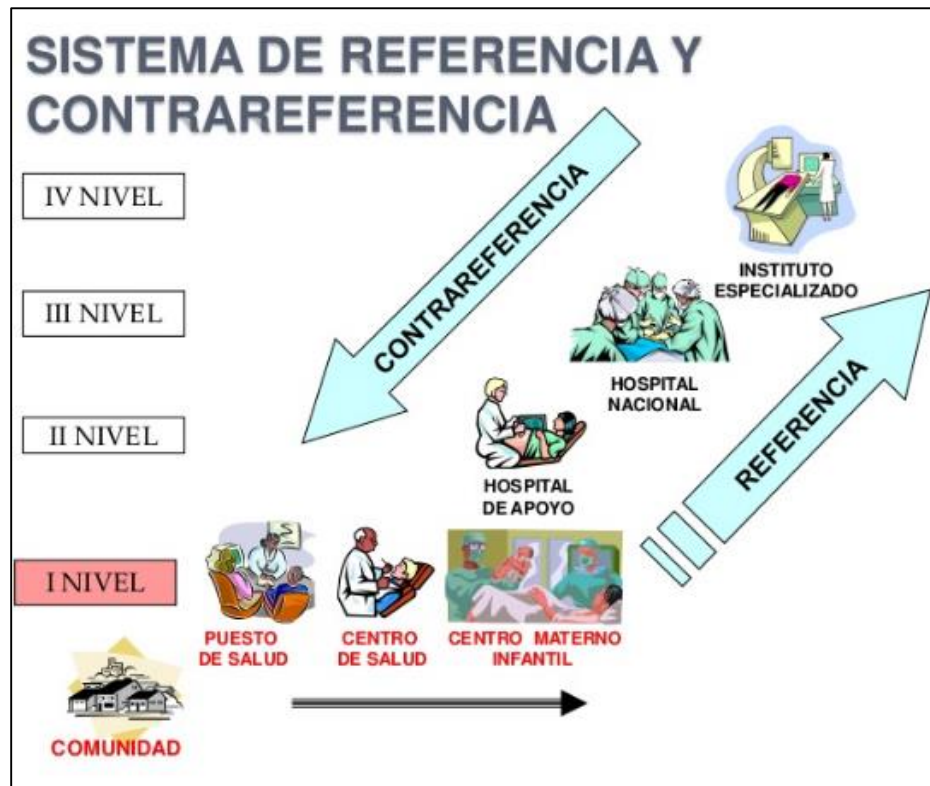 SISTEMA DE REFERENCIA Y
CONTRAREFERENCIA
IV NIVEL
III NIVEL
II NIVEL
I NIVEL
CONTRAREFERENCIA
REFERENCIA
INSTITUTO
ESPECIALIZADO
HOSPITAL
NACIONAL
HOSPITAL
DE APOYO
PUESTO
DE SALUD
CENTRO
DE SALUD
CENTRO MATERNO
INFANTIL
COMUNIDAD